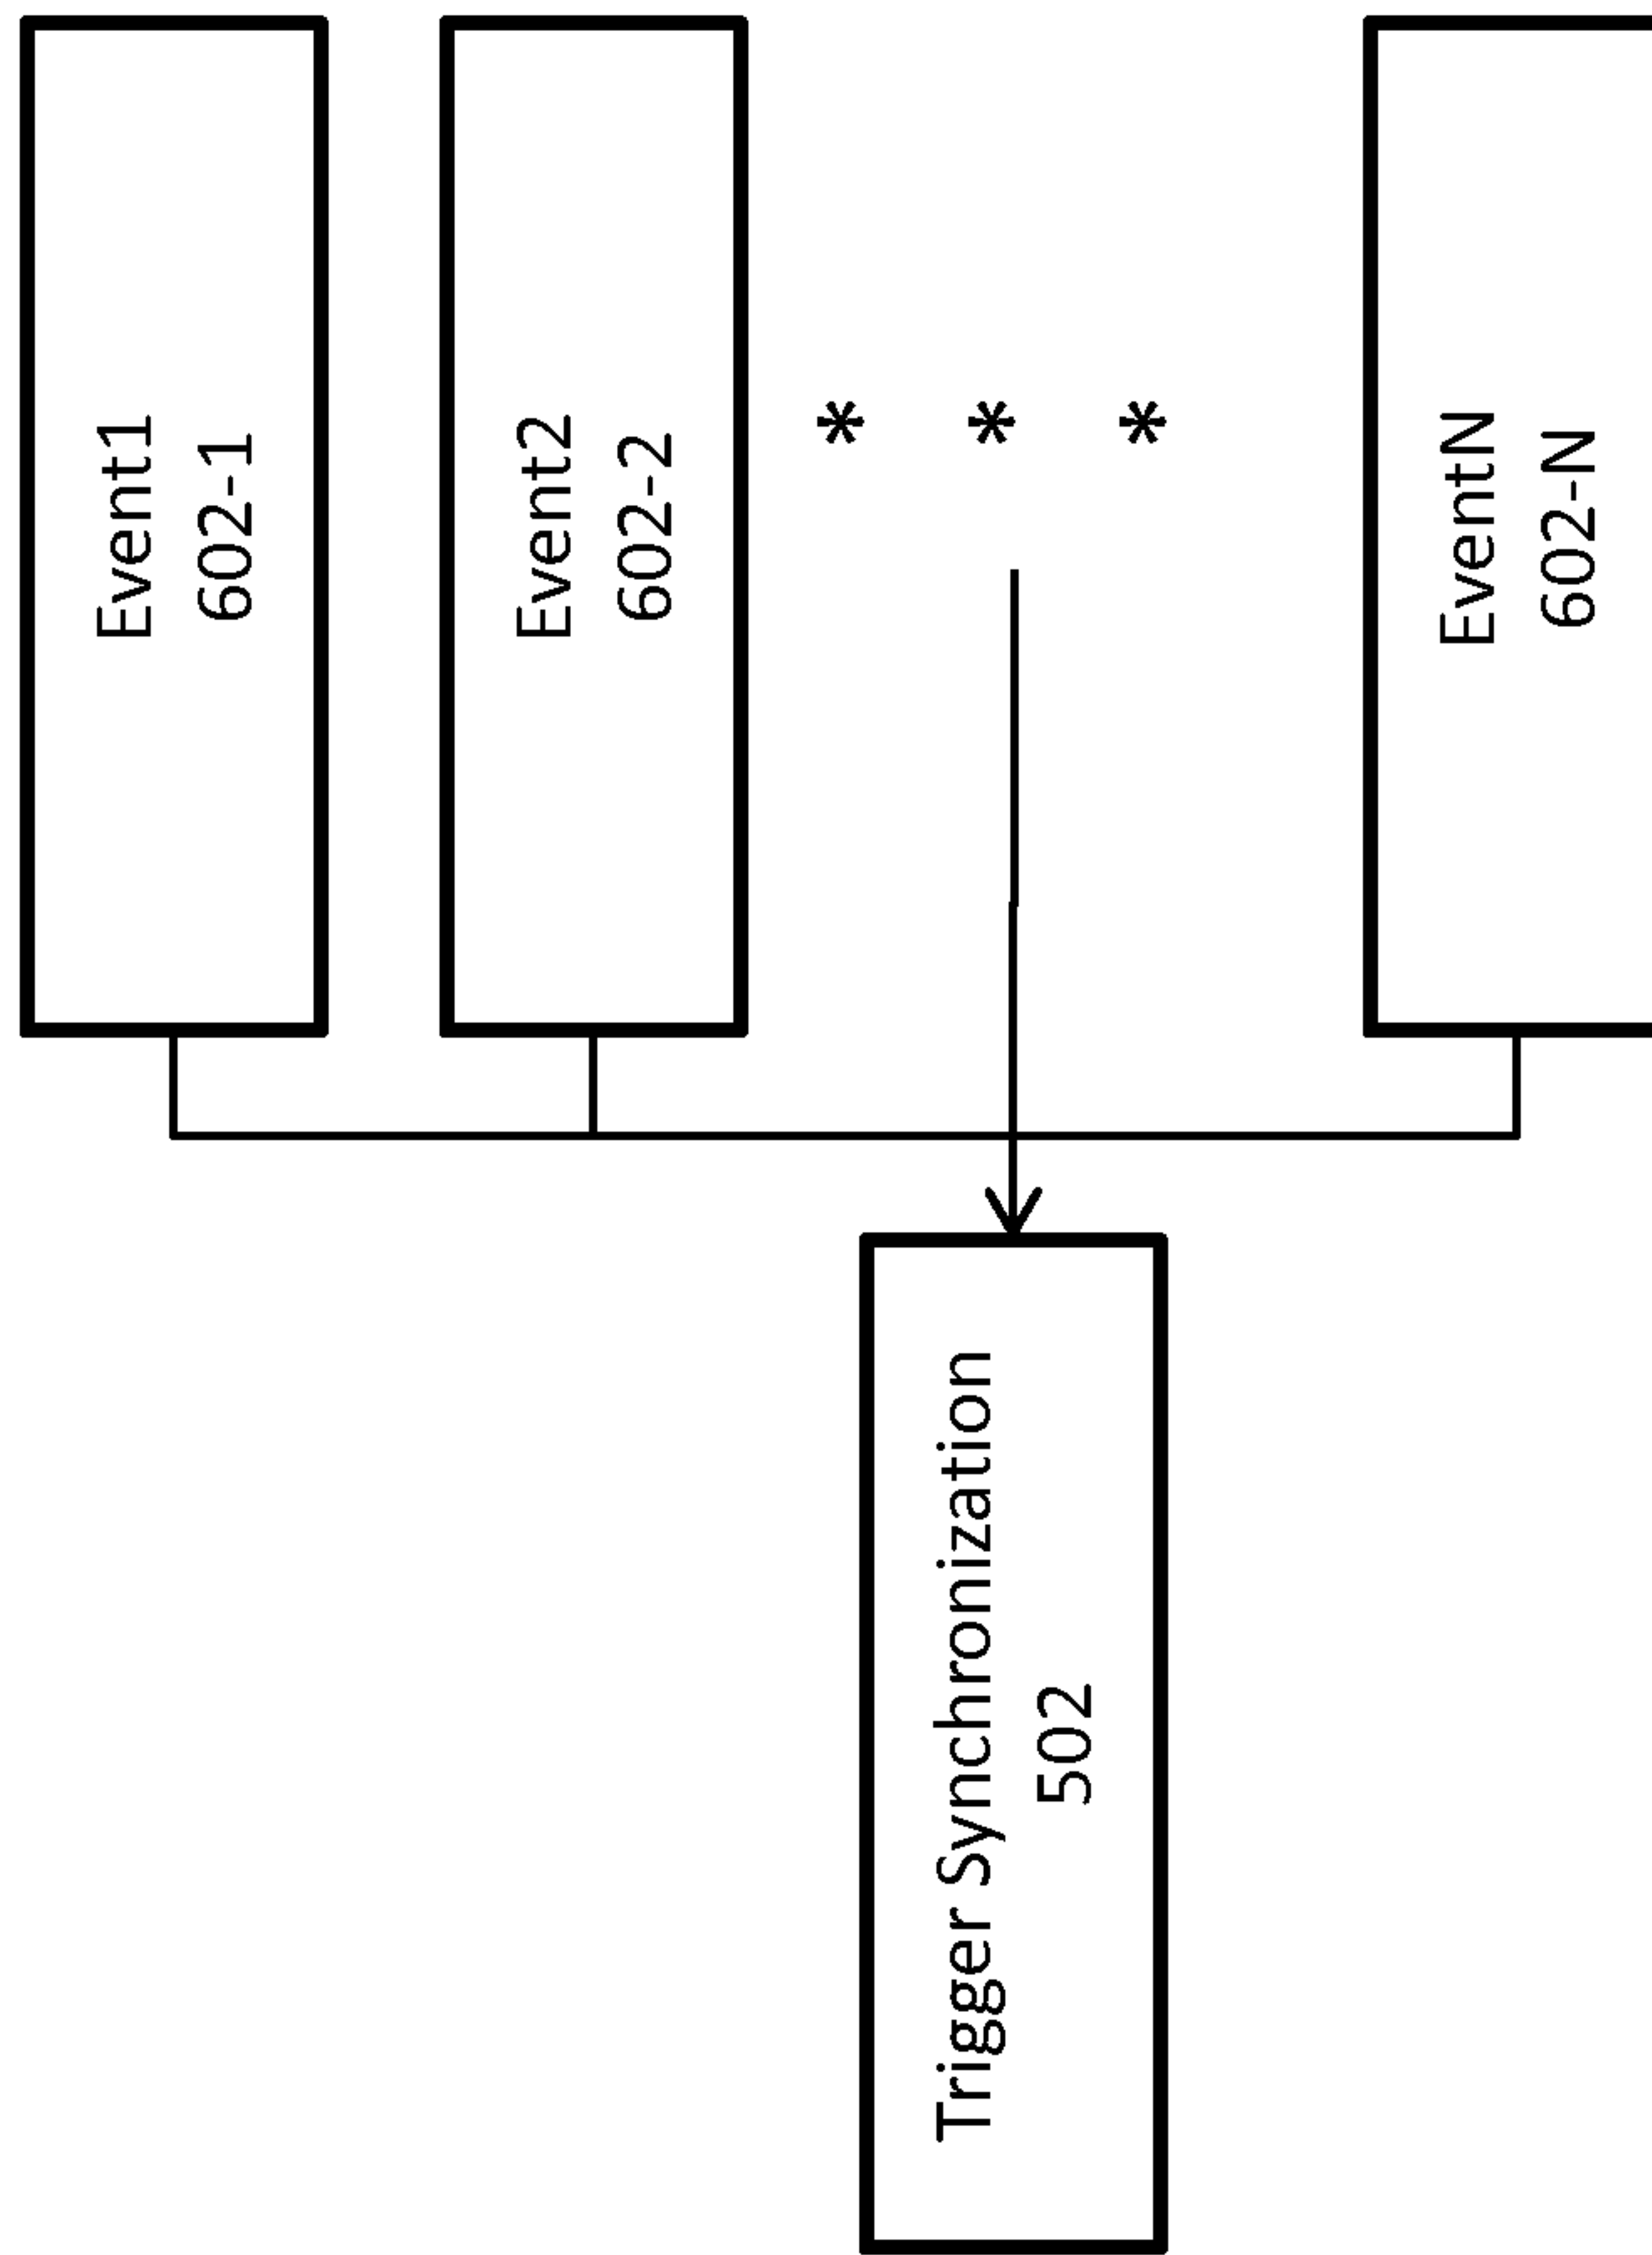 Event1
602-1
Event2
602-2
*
*
*
EventN
602-N
Trigger Synchronization
502